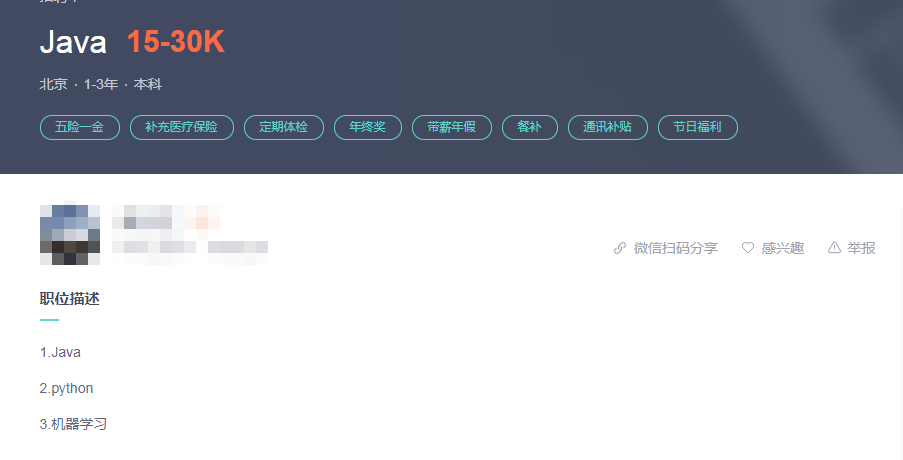 Java 15-30K
北京 · 1-3年 · 本科
五险一金 补充医疗保险 定期体检 年终奖 带薪年假 餐补 通讯补贴 节日福利
微信扫码分享 感兴趣 举报
职位描述
1.Java
2.python
3.机器学习